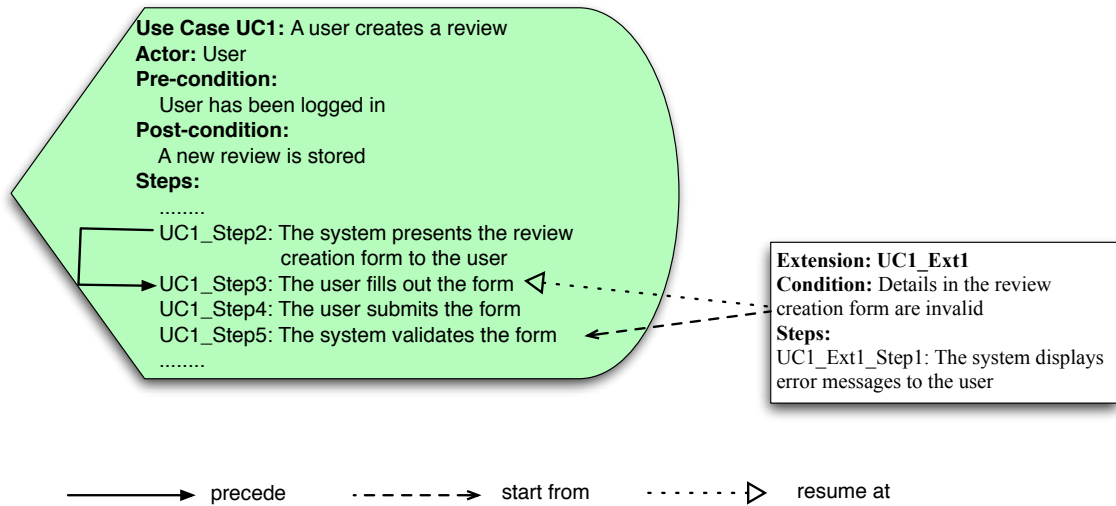 Use Case UC1: A user creates a review
Actor: User
Pre-condition:
User has been logged in
Post-condition:
A new review is stored
Steps:
........
UC1_Step2: The system presents the review
creation form to the user
UC1_Step3: The user fills out the form
UC1_Step4: The user submits the form
UC1_Step5: The system validates the form
........
Extension: UC1_Ext1
Condition: Details in the review
creation form are invalid
Steps:
UC1_Ext1_Step1: The system displays
error messages to the user
precede
start from
resume at